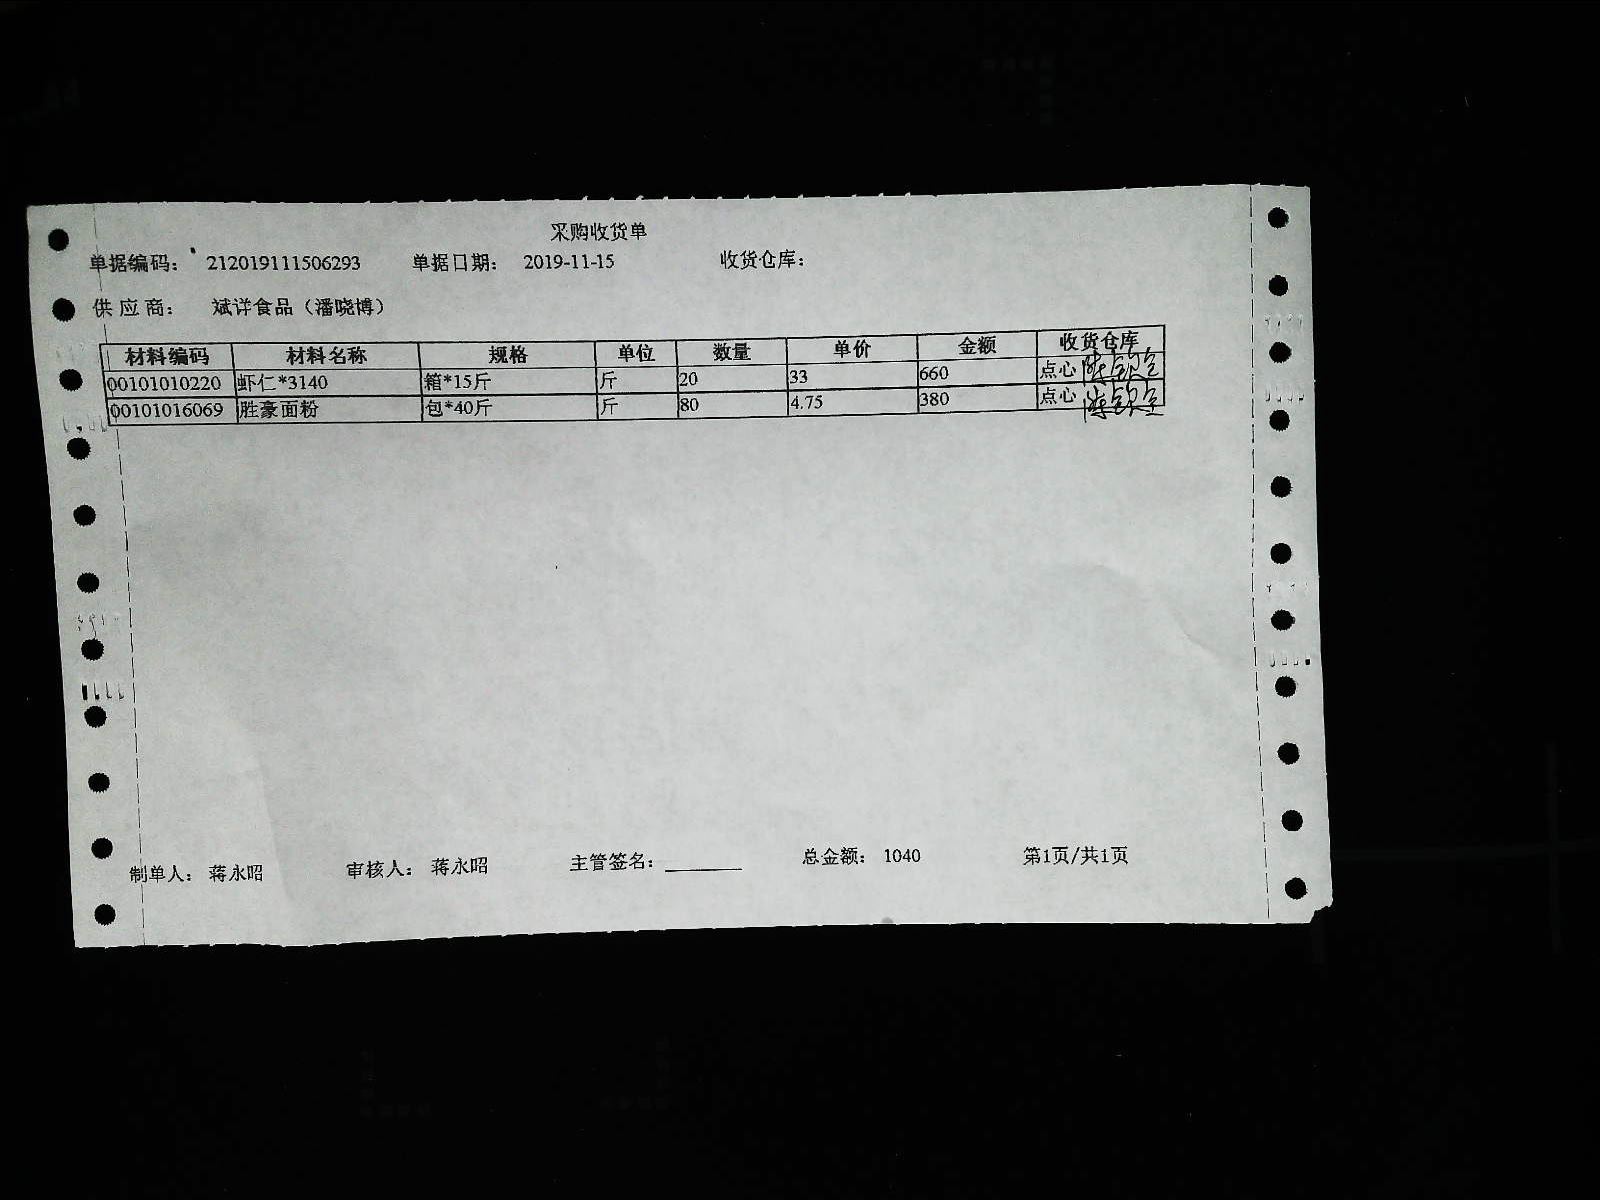 采购收货单
单据编码： 212019111506293 单据日期： 2019-11-15 收货仓库：
供应商： 斌详食品（潘晓博）
材料编码 材料名称 规格 单位 数量 单价 金额 收货仓库
00101010220 虾仁*3140 箱*15斤 斤 20 33 660 点心
00101016069 胜豪面粉 包*40斤 斤 80 4.75 380 点心
制单人： 蒋永昭 审核人： 蒋永昭 主管签名：______ 总金额： 1040 第1页/共1页